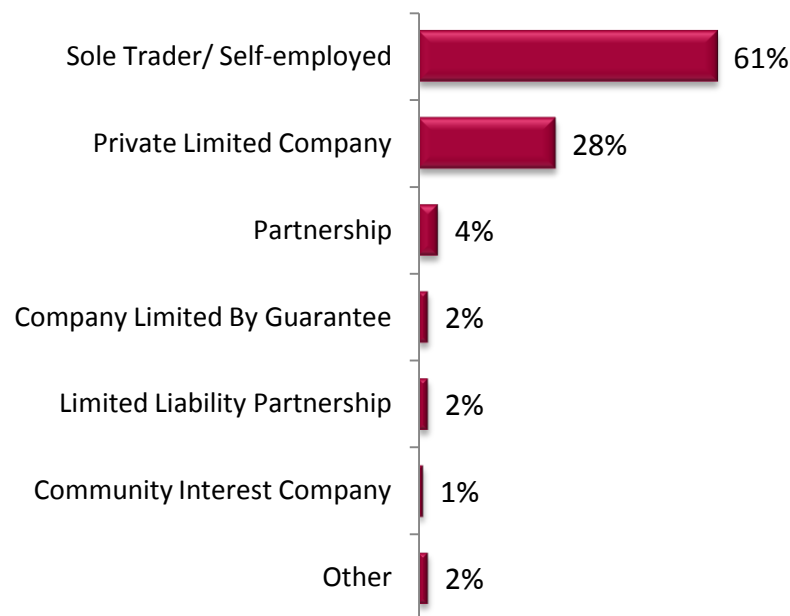 Sole Trader/ Self-employed 61%
Private Limited Company 28%
Partnership 4%
Company Limited By Guarantee 2%
Limited Liability Partnership 2%
Community Interest Company 1%
Other 2%